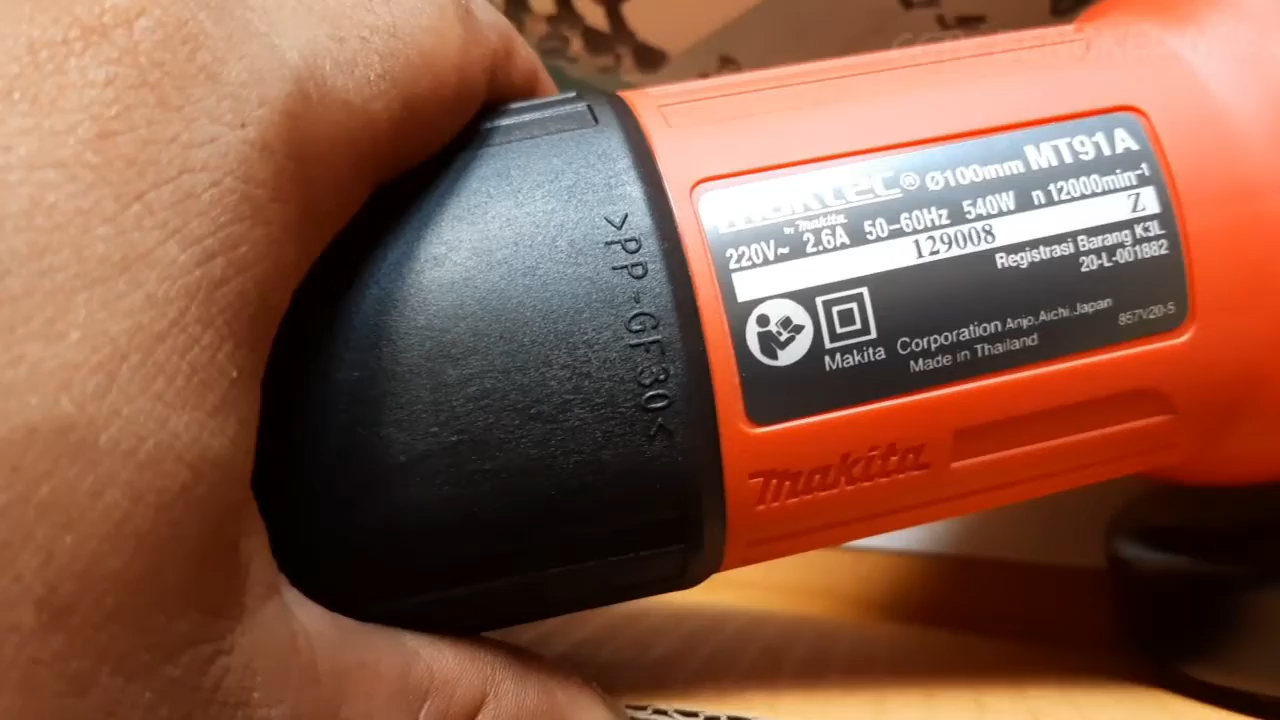 maktec® Ø100mm MT91A
by makita
220V~ 2.6A 50-60Hz 540W n 12000min-¹
129008 Z
Registrasi Barang K3L
20-L-001882
Makita Corporation Anjo,Aichi,Japan
Made in Thailand
857V20-5
>PP-GF30<
makita